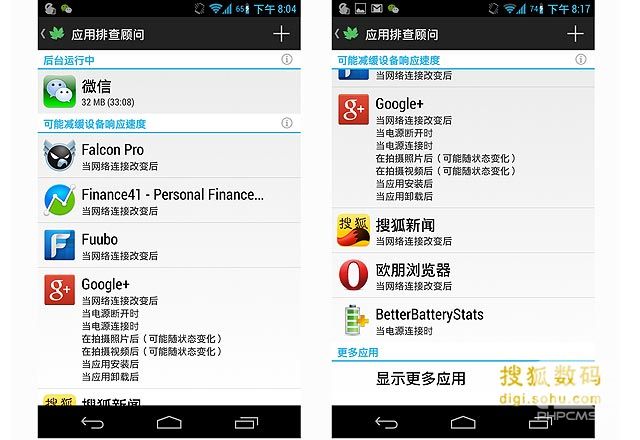 65 下午 8:04
应用排查顾问
后台运行中
微信
32 MB (33:08)
可能减缓设备响应速度
Falcon Pro
当网络连接改变后
Finance41 - Personal Finance...
当网络连接改变后
Fuubo
当网络连接改变后
Google+
当网络连接改变后
当电源断开时
当电源连接时
在拍摄照片后（可能随状态变化）
在拍摄视频后（可能随状态变化）
当应用安装后
当应用卸载后
搜狐新闻
74 下午 8:17
应用排查顾问
可能减缓设备响应速度
当网络连接改变后
Google+
当网络连接改变后
当电源断开时
当电源连接时
在拍摄照片后（可能随状态变化）
在拍摄视频后（可能随状态变化）
当应用安装后
当应用卸载后
搜狐
搜狐新闻
当网络连接改变后
欧朋浏览器
当网络连接改变后
BetterBatteryStats
当电源连接时
更多应用
显示更多应用
搜狐数码
digi.sohu.com
PHPCMS